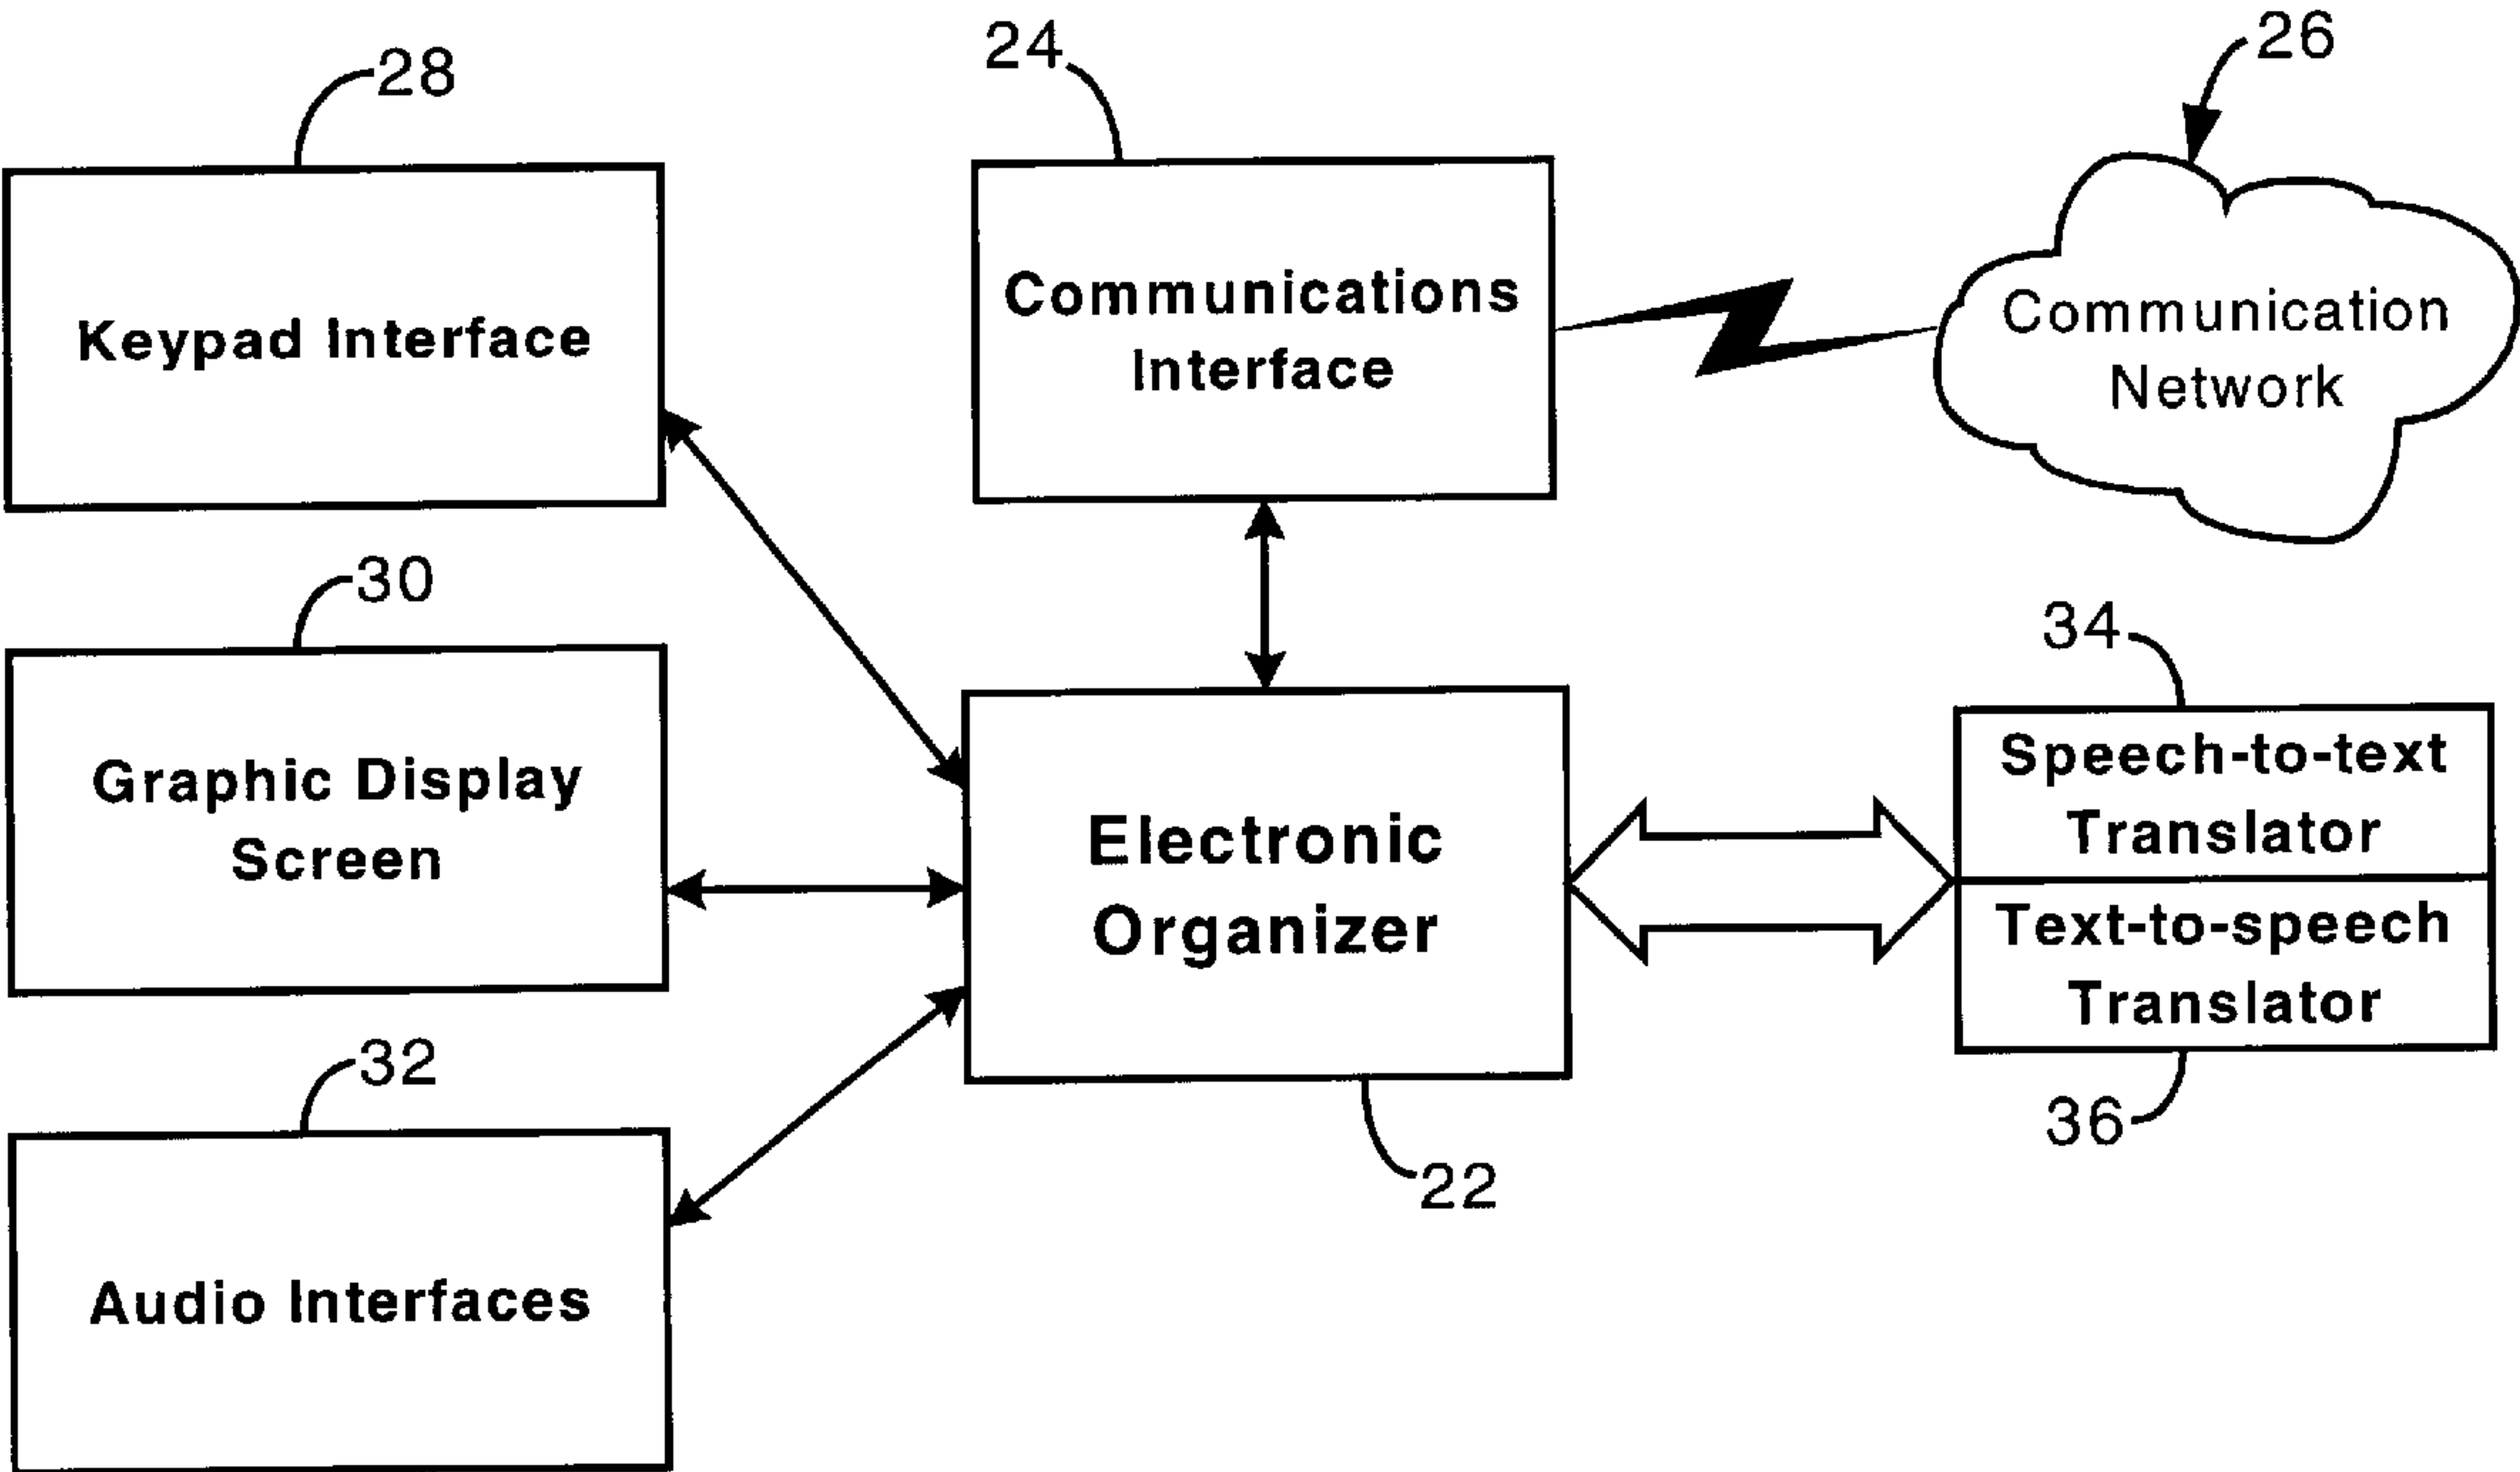 28
24
26
Keypad Interface
Communications
Interface
Communication
Network
30
34
Graphic Display
Screen
Electronic
Organizer
Speech-to-text
Translator
Text-to-speech
Translator
32
36
22
Audio Interfaces